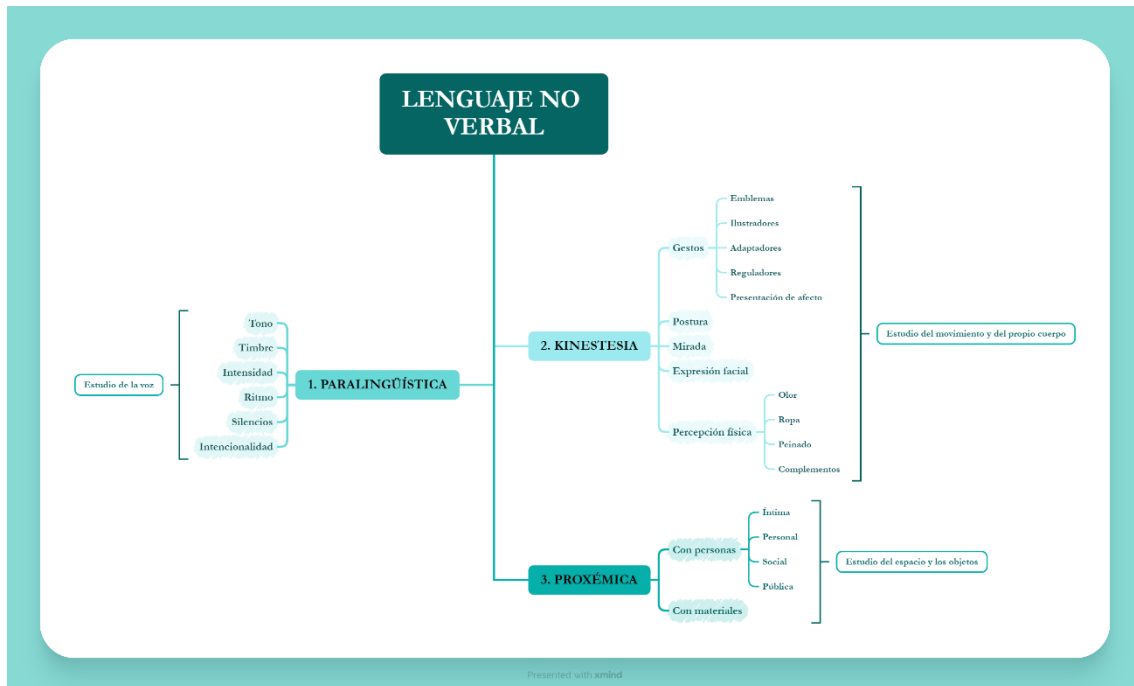 LENGUAJE NO
VERBAL
Estudio de la voz
Tono
Timbre
Intensidad
Ritmo
Silencios
Intencionalidad
1. PARALINGÜÍSTICA
2. KINESTESIA
Gestos
Emblemas
Ilustradores
Adaptadores
Reguladores
Presentación de afecto
Postura
Mirada
Expresión facial
Percepción física
Olor
Ropa
Peinado
Complementos
Estudio del movimiento y del propio cuerpo
3. PROXÉMICA
Con personas
Íntima
Personal
Social
Pública
Con materiales
Estudio del espacio y los objetos
Presented with xmind